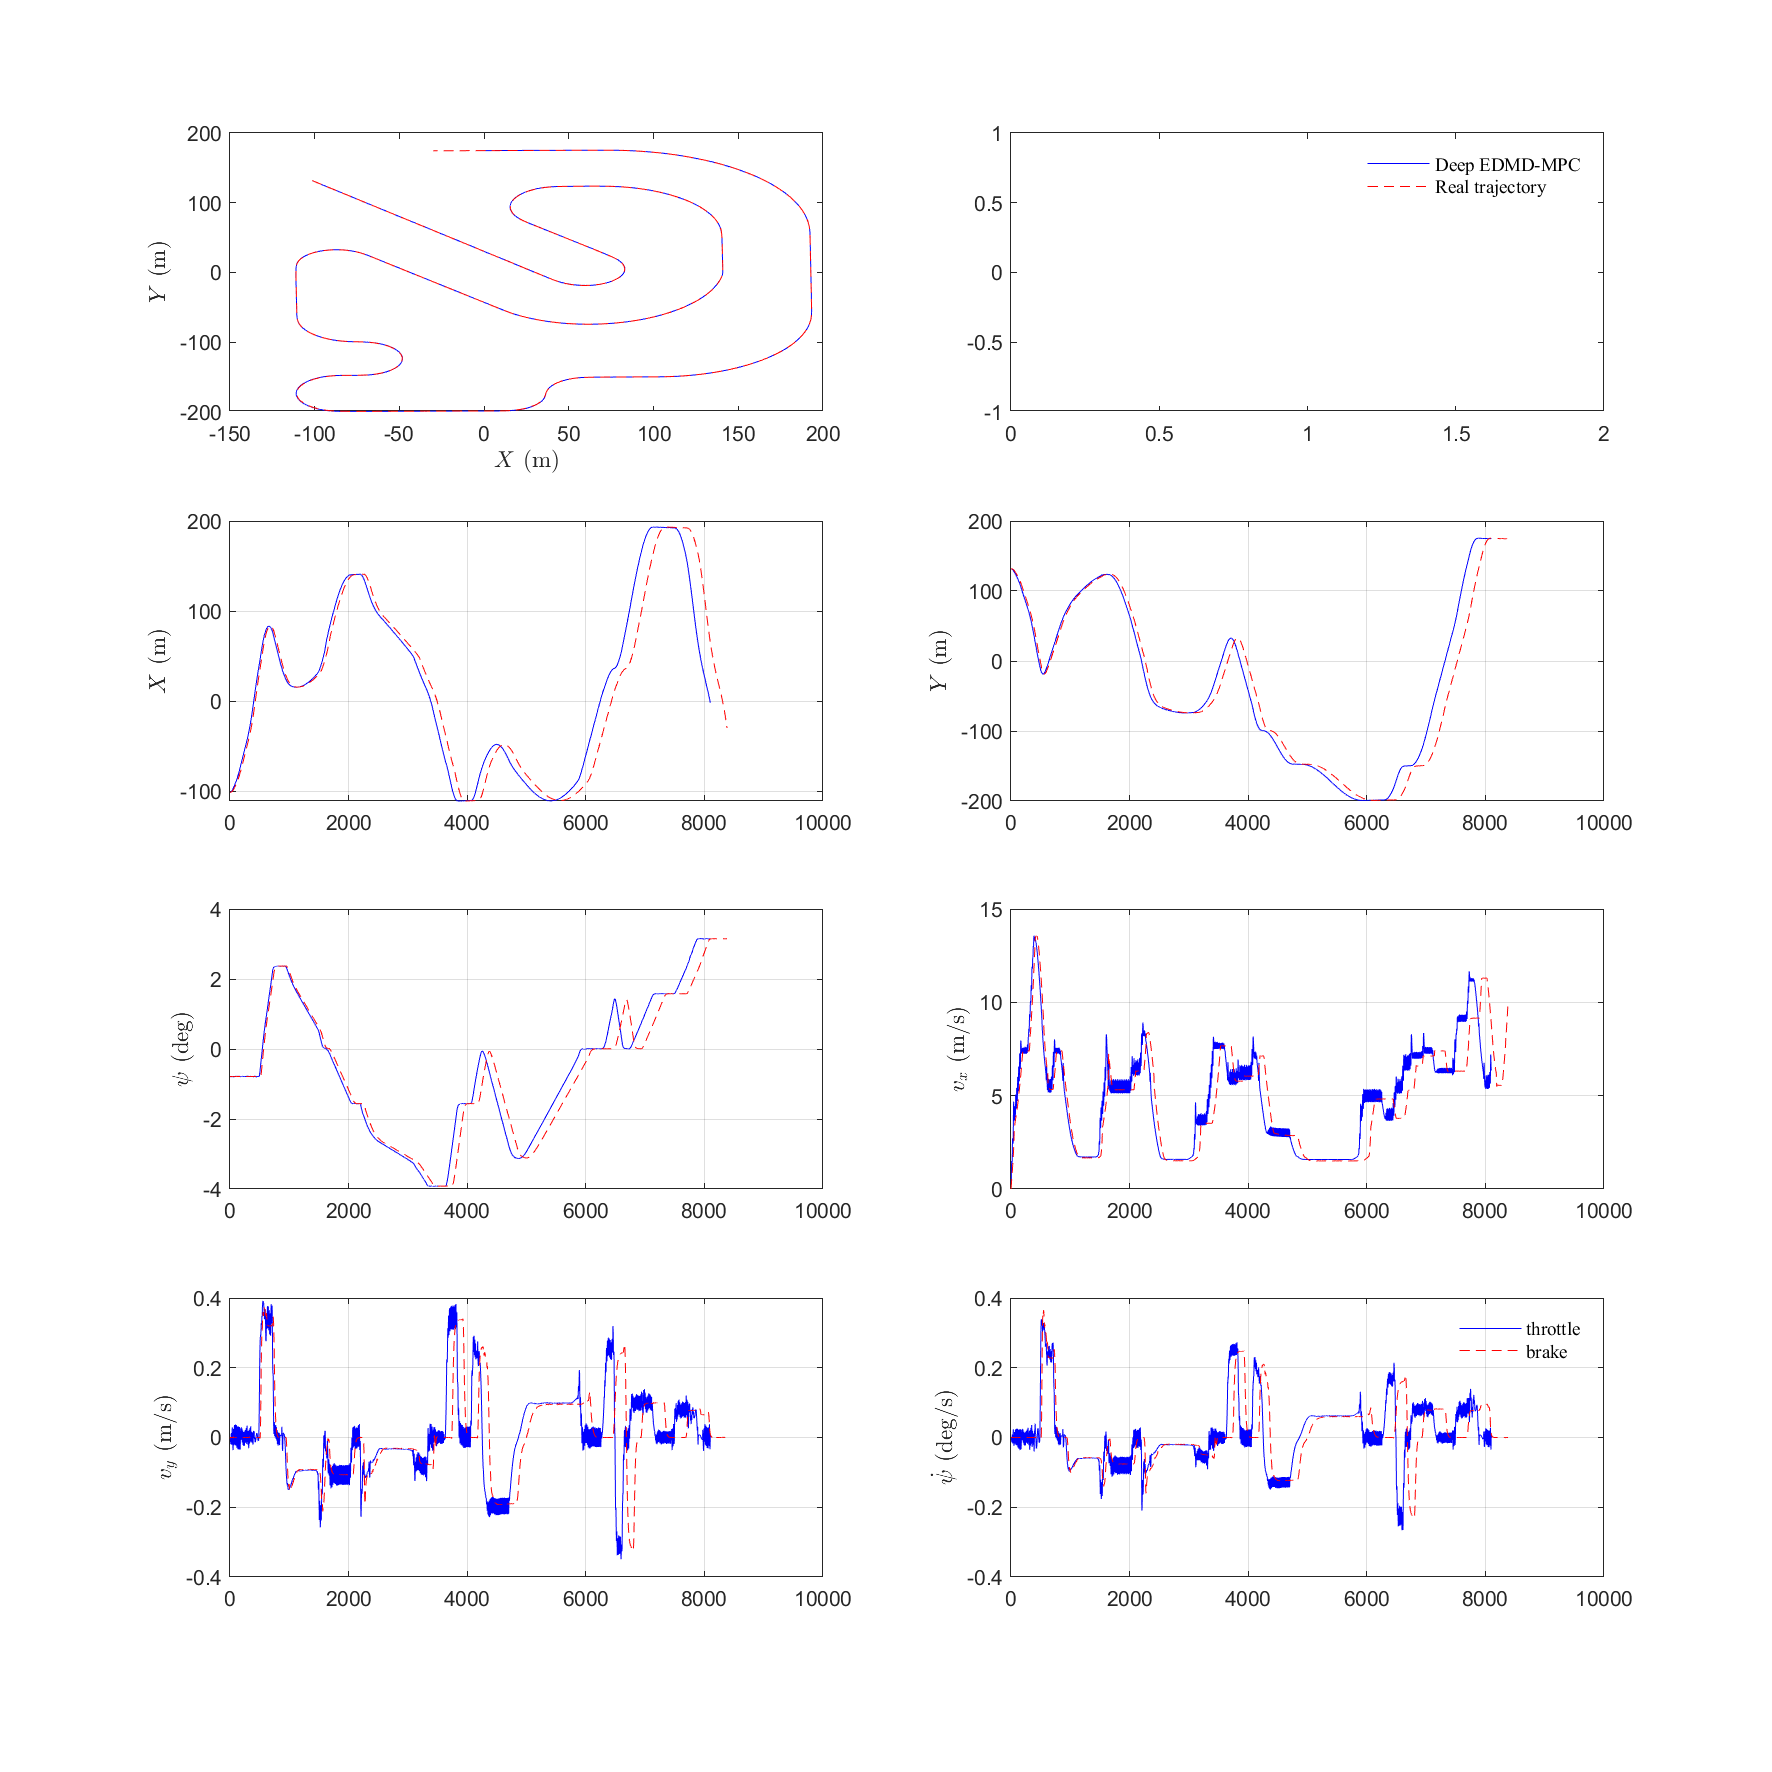 200
100
0
-100
-200
-150 -100 -50 0 50 100 150 200
Y (m)
X (m)
1
0.5
0
-0.5
-1
0 0.5 1 1.5 2
Deep EDMD-MPC
Real trajectory
200
100
0
-100
0 2000 4000 6000 8000 10000
X (m)
200
100
0
-100
-200
0 2000 4000 6000 8000 10000
Y (m)
4
2
0
-2
-4
0 2000 4000 6000 8000 10000
ψ (deg)
15
10
5
0
0 2000 4000 6000 8000 10000
v_x (m/s)
0.4
0.2
0
-0.2
-0.4
0 2000 4000 6000 8000 10000
v_y (m/s)
0.4
0.2
0
-0.2
-0.4
0 2000 4000 6000 8000 10000
ψ̇ (deg/s)
throttle
brake